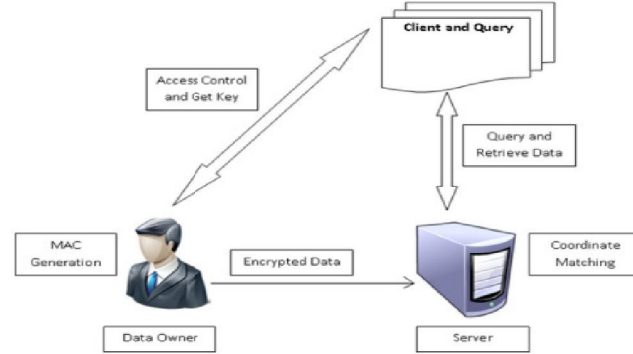 Client and Query
Access Control
and Get Key
Query and
Retrieve Data
MAC
Generation
Encrypted Data
Coordinate
Matching
Data Owner
Server